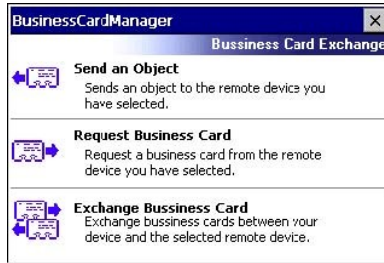 BusinessCardManager
Bussiness Card Exchange
Send an Object
Sends an object to the remote device you
have selected.
Request Business Card
Request a business card from the remote
device you have selected.
Exchange Bussiness Card
Exchange bussiness cards between your
device and the selected remote device.